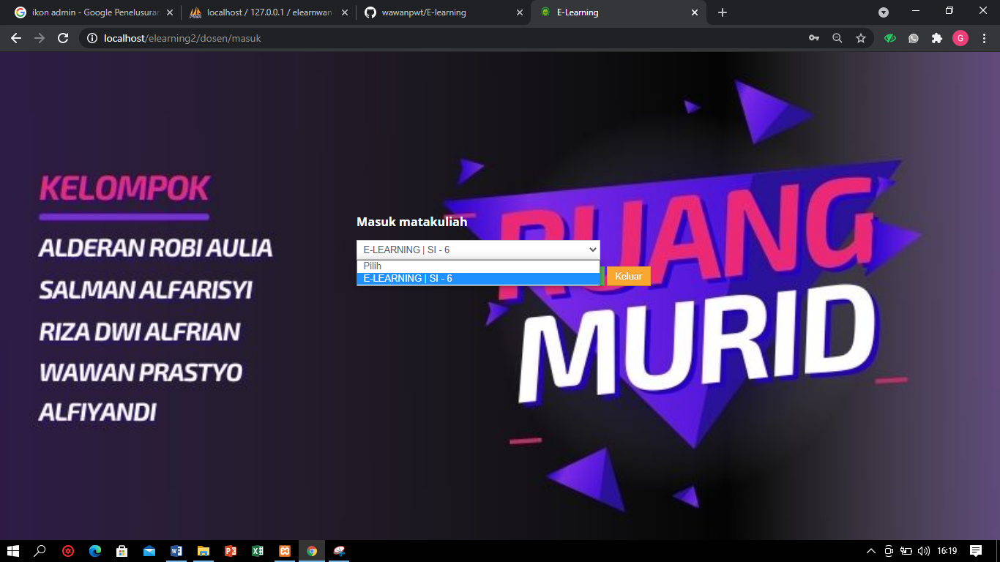 ikon admin - Google Penelusuran
localhost / 127.0.0.1 / elearnwan
wawanpwt/E-learning
E-Learning
localhost/elearning2/dosen/masuk
G
KELOMPOK
ALDERAN ROBI AULIA
SALMAN ALFARISYI
RIZA DWI ALFRIAN
WAWAN PRASTYO
ALFIYANDI
Masuk matakuliah
E-LEARNING | SI - 6
Pilih
E-LEARNING | SI - 6
Keluar
RUANG
MURID
16:19